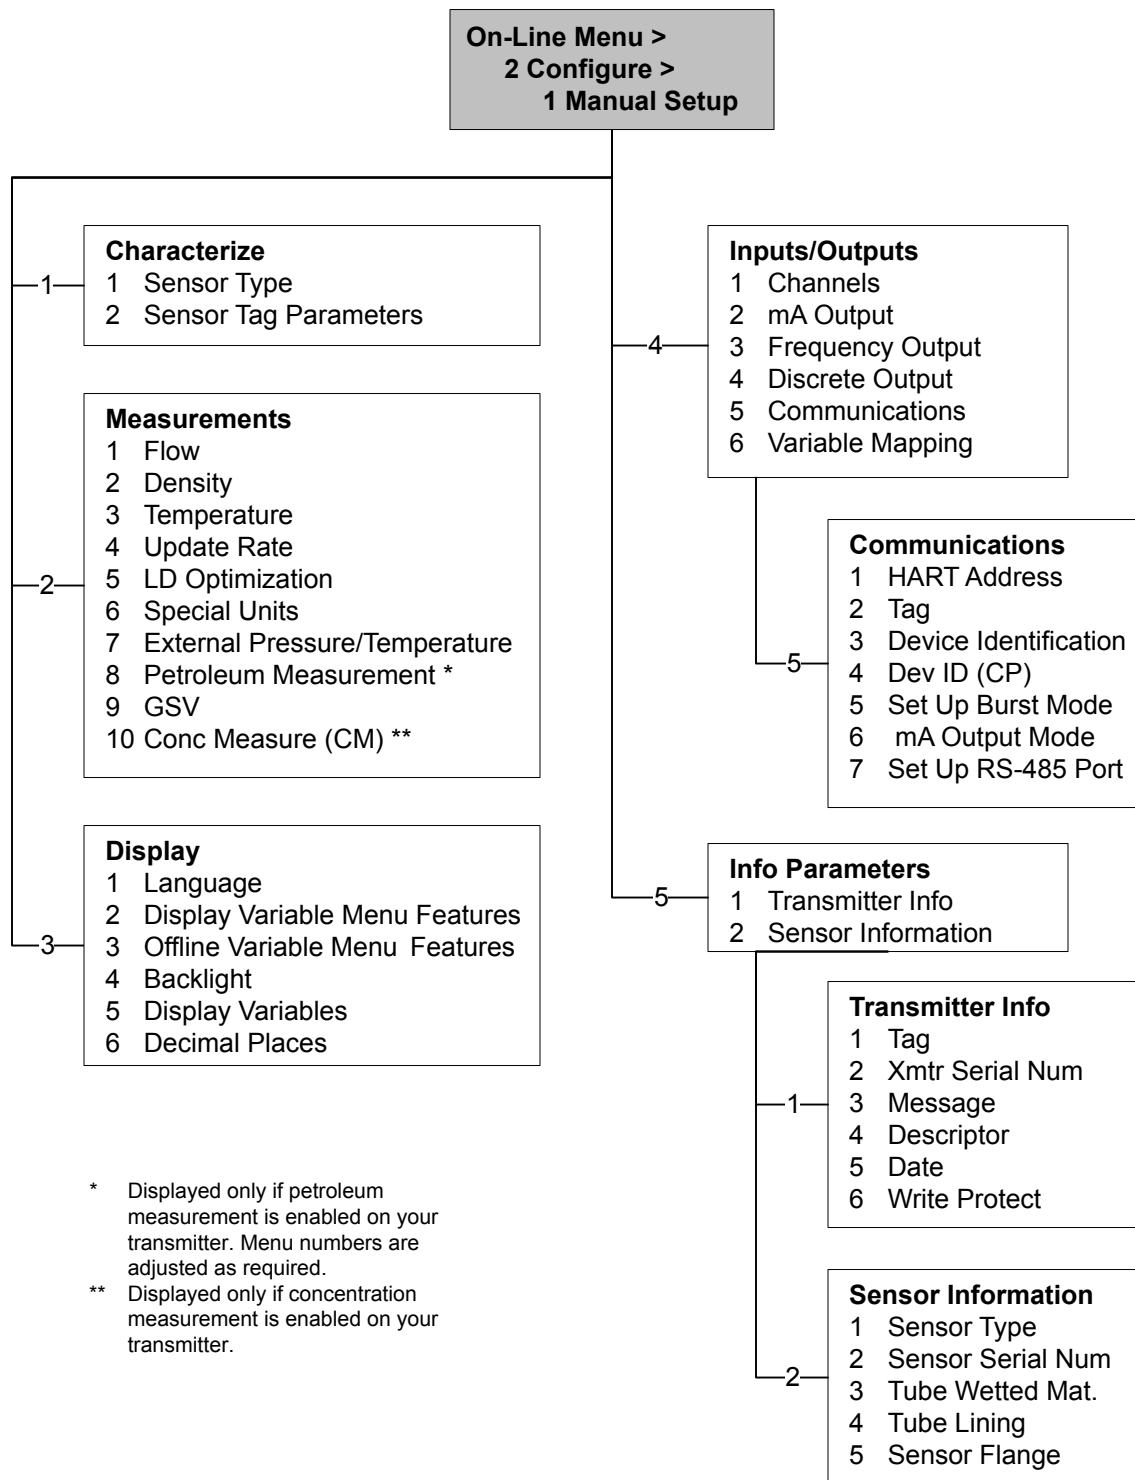 On-Line Menu >
2 Configure >
1 Manual Setup
1
Characterize
1 Sensor Type
2 Sensor Tag Parameters
2
Measurements
1 Flow
2 Density
3 Temperature
4 Update Rate
5 LD Optimization
6 Special Units
7 External Pressure/Temperature
8 Petroleum Measurement *
9 GSV
10 Conc Measure (CM) **
3
Display
1 Language
2 Display Variable Menu Features
3 Offline Variable Menu Features
4 Backlight
5 Display Variables
6 Decimal Places
* Displayed only if petroleum
measurement is enabled on your
transmitter. Menu numbers are
adjusted as required.
** Displayed only if concentration
measurement is enabled on your
transmitter.
4
Inputs/Outputs
1 Channels
2 mA Output
3 Frequency Output
4 Discrete Output
5 Communications
6 Variable Mapping
5
Communications
1 HART Address
2 Tag
3 Device Identification
4 Dev ID (CP)
5 Set Up Burst Mode
6 mA Output Mode
7 Set Up RS-485 Port
5
Info Parameters
1 Transmitter Info
2 Sensor Information
1
Transmitter Info
1 Tag
2 Xmtr Serial Num
3 Message
4 Descriptor
5 Date
6 Write Protect
2
Sensor Information
1 Sensor Type
2 Sensor Serial Num
3 Tube Wetted Mat.
4 Tube Lining
5 Sensor Flange